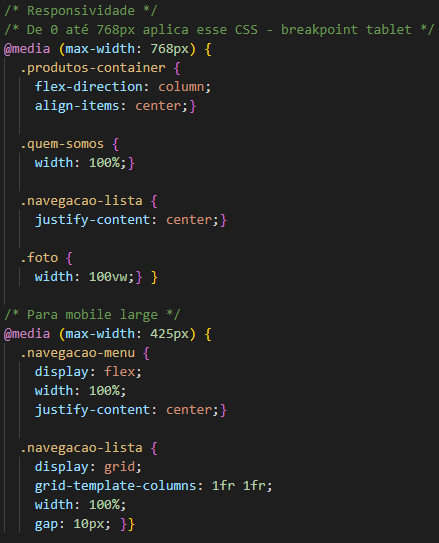 /* Responsividade */
/* De 0 até 768px aplica esse CSS - breakpoint tablet */
@media (max-width: 768px) {
  .produtos-container {
    flex-direction: column;
    align-items: center;}

  .quem-somos {
    width: 100%;}

  .navegacao-lista {
    justify-content: center;}

  .foto {
    width: 100vw;} }

/* Para mobile large */
@media (max-width: 425px) {
  .navegacao-menu {
    display: flex;
    width: 100%;
    justify-content: center;}

  .navegacao-lista {
    display: grid;
    grid-template-columns: 1fr 1fr;
    width: 100%;
    gap: 10px; }}